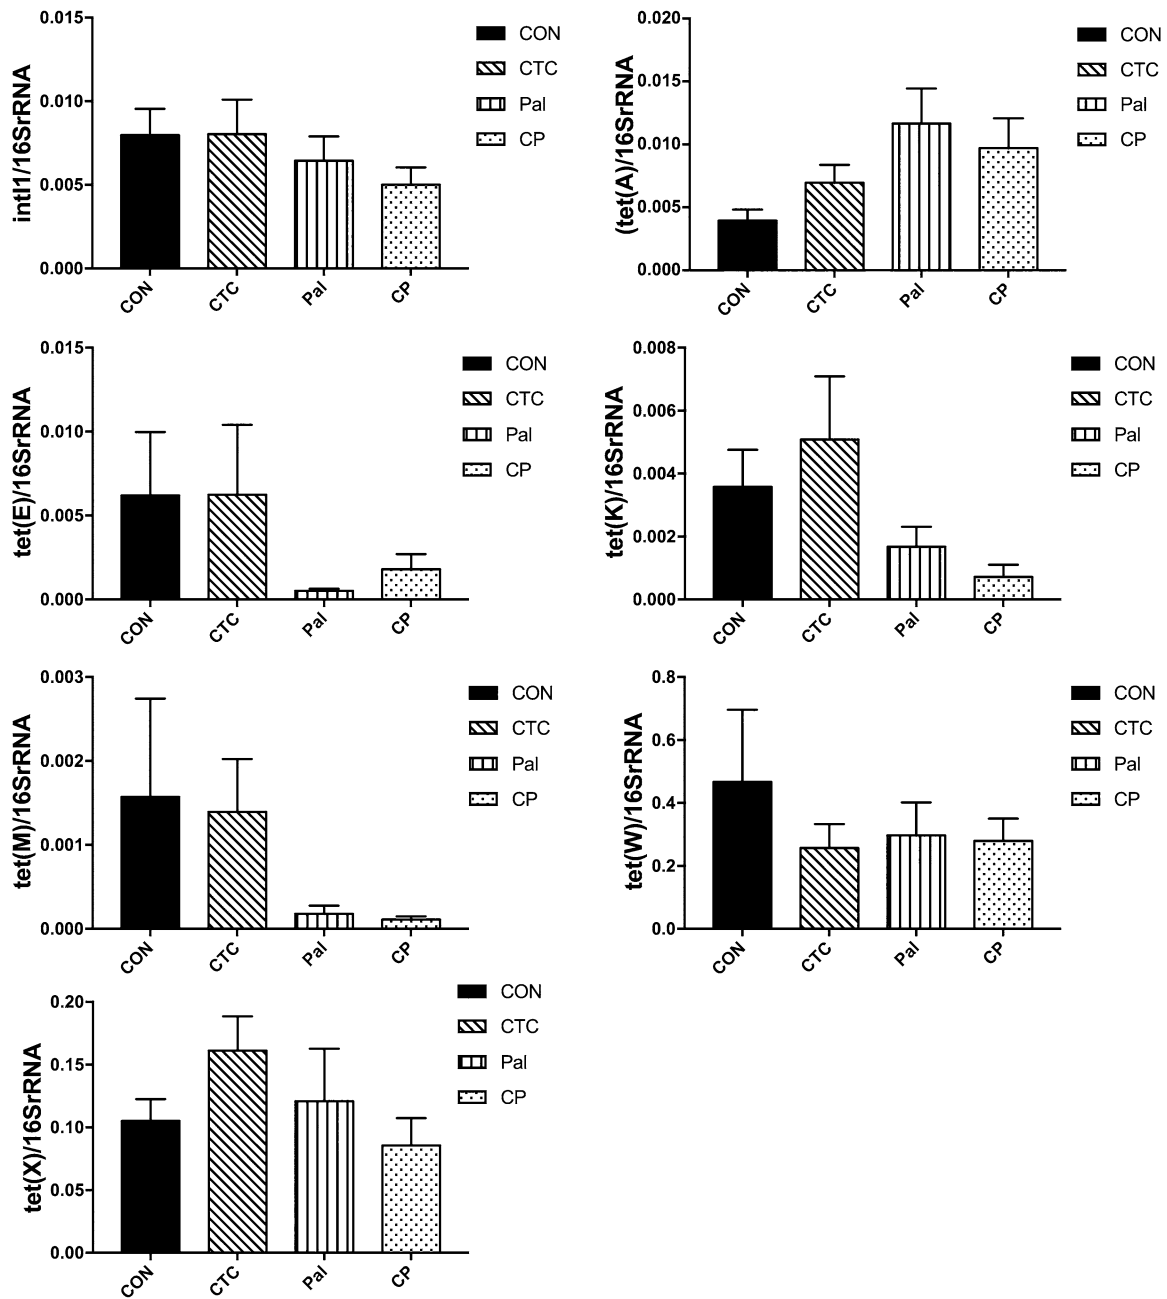 intI1/16SrRNA
0.015
0.010
0.005
0.000
CON
CTC
Pal
CP
CON
CTC
Pal
CP
(tet(A)/16SrRNA
0.020
0.015
0.010
0.005
0.000
CON
CTC
Pal
CP
CON
CTC
Pal
CP
tet(E)/16SrRNA
0.015
0.010
0.005
0.000
CON
CTC
Pal
CP
CON
CTC
Pal
CP
tet(K)/16SrRNA
0.008
0.006
0.004
0.002
0.000
CON
CTC
Pal
CP
CON
CTC
Pal
CP
tet(M)/16SrRNA
0.003
0.002
0.001
0.000
CON
CTC
Pal
CP
CON
CTC
Pal
CP
tet(W)/16SrRNA
0.8
0.6
0.4
0.2
0.0
CON
CTC
Pal
CP
CON
CTC
Pal
CP
tet(X)/16SrRNA
0.20
0.15
0.10
0.05
0.00
CON
CTC
Pal
CP
CON
CTC
Pal
CP